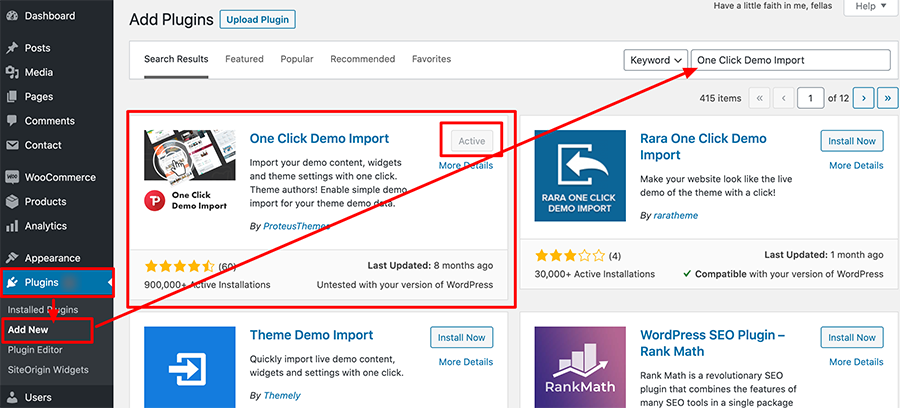 Dashboard
Posts
Media
Pages
Comments
Contact
WooCommerce
Products
Analytics
Appearance
Plugins
Installed Plugins
Add New
Plugin Editor
SiteOrigin Widgets
Users
Have a little faith in me, fellas
Help
Add Plugins
Upload Plugin
Search Results
Featured
Popular
Recommended
Favorites
Keyword
One Click Demo Import
415 items
«
‹
1
of 12
›
»
One Click
Demo Import
One Click Demo Import
Active
More Details
Import your demo content, widgets
and theme settings with one click.
Theme authors! Enable simple demo
import for your theme demo data.
By ProteusThemes
(60)
900,000+ Active Installations
Last Updated: 8 months ago
Untested with your version of WordPress
RARA ONE CLICK
DEMO IMPORT
Rara One Click Demo
Import
Install Now
More Details
Make your website look like the live
demo of the theme with a click!
By raratheme
(4)
30,000+ Active Installations
Last Updated: 1 month ago
Compatible with your version of WordPress
Theme Demo Import
Install Now
More Details
Quickly import live demo content,
widgets and settings with one click.
By Themely
RankMath
WordPress SEO Plugin –
Rank Math
Install Now
More Details
Rank Math is a revolutionary SEO
plugin that combines the features of
many SEO tools in a single package